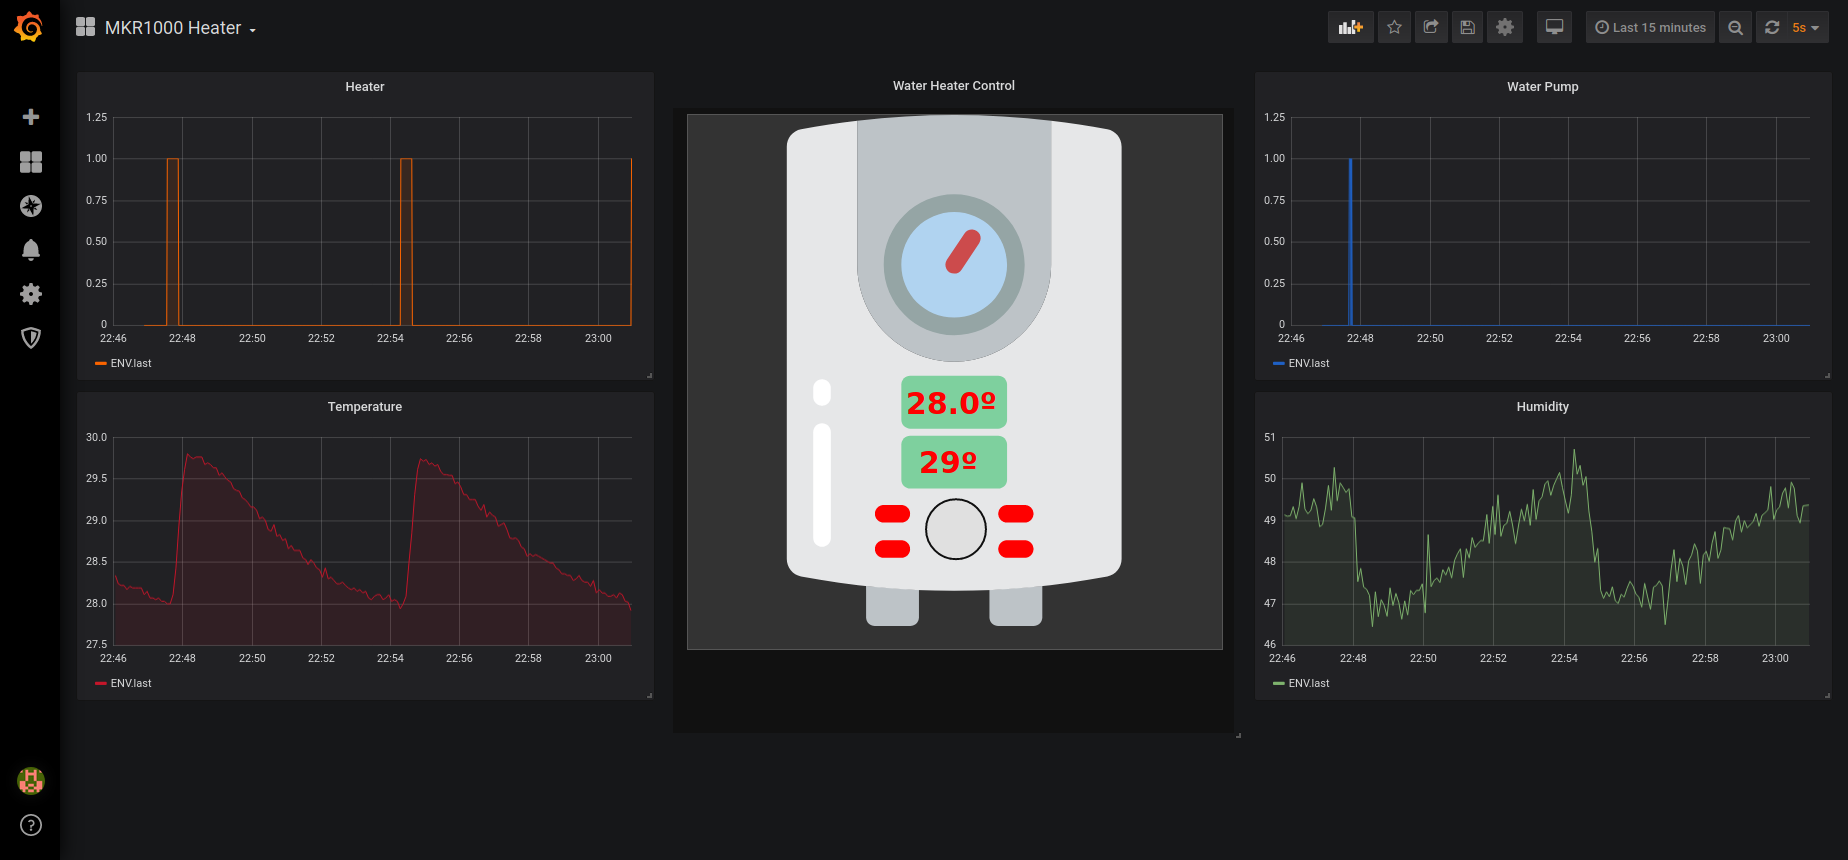 MKR1000 Heater
Last 15 minutes
5s
Heater
1.25
1.00
0.75
0.50
0.25
0
22:46 22:48 22:50 22:52 22:54 22:56 22:58 23:00
ENV.last
Temperature
30.0
29.5
29.0
28.5
28.0
27.5
22:46 22:48 22:50 22:52 22:54 22:56 22:58 23:00
ENV.last
Water Heater Control
28.0º
29º
Water Pump
1.25
1.00
0.75
0.50
0.25
0
22:46 22:48 22:50 22:52 22:54 22:56 22:58 23:00
ENV.last
Humidity
51
50
49
48
47
46
22:46 22:48 22:50 22:52 22:54 22:56 22:58 23:00
ENV.last
?